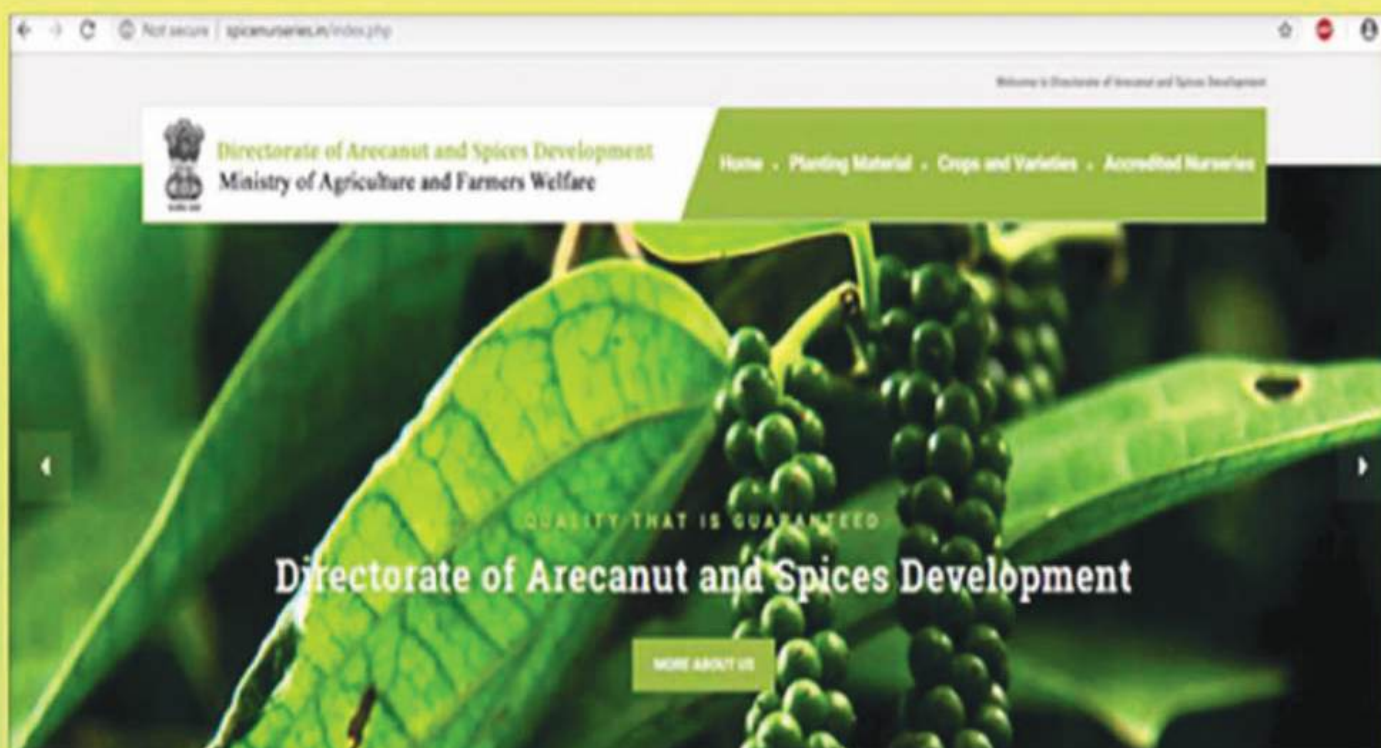 Not secure | spicenurseries.in/index.php
Welcome to Directorate of Arecanut and Spices Development
Directorate of Arecanut and Spices Development
Ministry of Agriculture and Farmers Welfare
Home • Planting Material • Crops and Varieties • Accredited Nurseries
QUALITY THAT IS GUARANTEED
Directorate of Arecanut and Spices Development
MORE ABOUT US